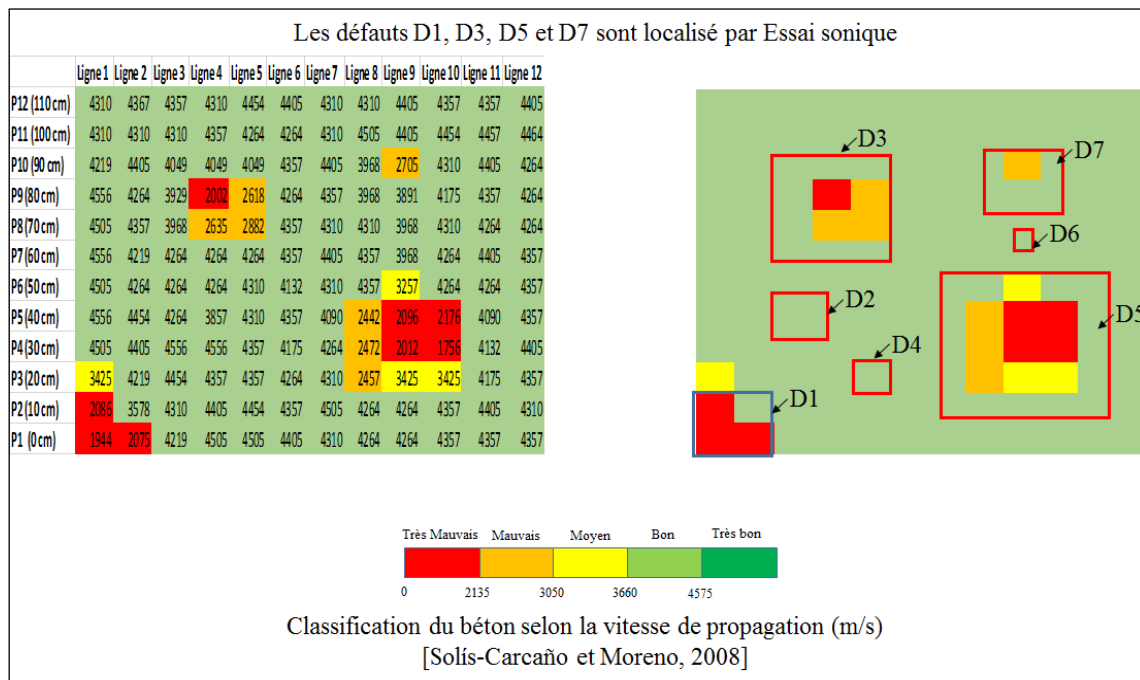 Les défauts D1, D3, D5 et D7 sont localisé par Essai sonique
Ligne 1 Ligne 2 Ligne 3 Ligne 4 Ligne 5 Ligne 6 Ligne 7 Ligne 8 Ligne 9 Ligne 10 Ligne 11 Ligne 12
P12 (110 cm) 4310 4367 4357 4310 4454 4405 4310 4310 4405 4357 4357 4405
P11 (100 cm) 4310 4310 4310 4357 4264 4264 4310 4505 4405 4454 4457 4464
P10 (90 cm) 4219 4405 4049 4049 4049 4357 4405 3968 2705 4310 4405 4264
P9 (80 cm) 4556 4264 3929 2002 2618 4264 4357 3968 3891 4175 4357 4264
P8 (70 cm) 4505 4357 3968 2635 2882 4357 4310 4310 3968 4310 4264 4264
P7 (60 cm) 4556 4219 4264 4264 4264 4357 4405 4357 3968 4264 4405 4357
P6 (50 cm) 4505 4264 4264 4264 4310 4132 4310 4357 3257 4264 4264 4357
P5 (40 cm) 4556 4454 4264 3857 4310 4357 4090 2442 2096 2176 4090 4357
P4 (30 cm) 4505 4405 4556 4556 4357 4175 4264 2472 2012 1756 4132 4405
P3 (20 cm) 3425 4219 4454 4357 4357 4264 4310 2457 3425 3425 4175 4357
P2 (10 cm) 2086 3578 4310 4405 4454 4357 4505 4264 4264 4357 4405 4310
P1 (0 cm) 1944 2075 4219 4505 4505 4405 4310 4264 4264 4357 4357 4357
D3
D7
D6
D2
D5
D4
D1
Très Mauvais Mauvais Moyen Bon Très bon
0 2135 3050 3660 4575
Classification du béton selon la vitesse de propagation (m/s)
[Solís-Carcaño et Moreno, 2008]